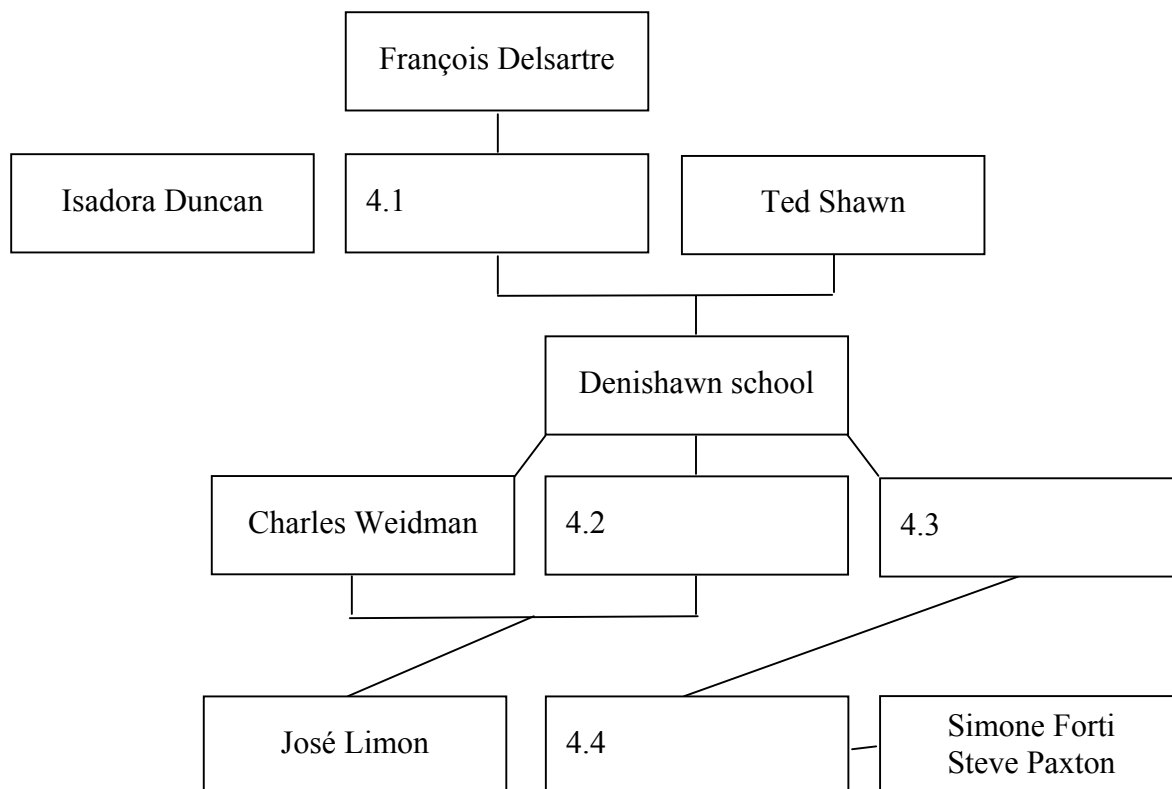 François Delsartre
Isadora Duncan
4.1
Ted Shawn
Denishawn school
Charles Weidman
4.2
4.3
José Limon
4.4
Simone Forti
Steve Paxton